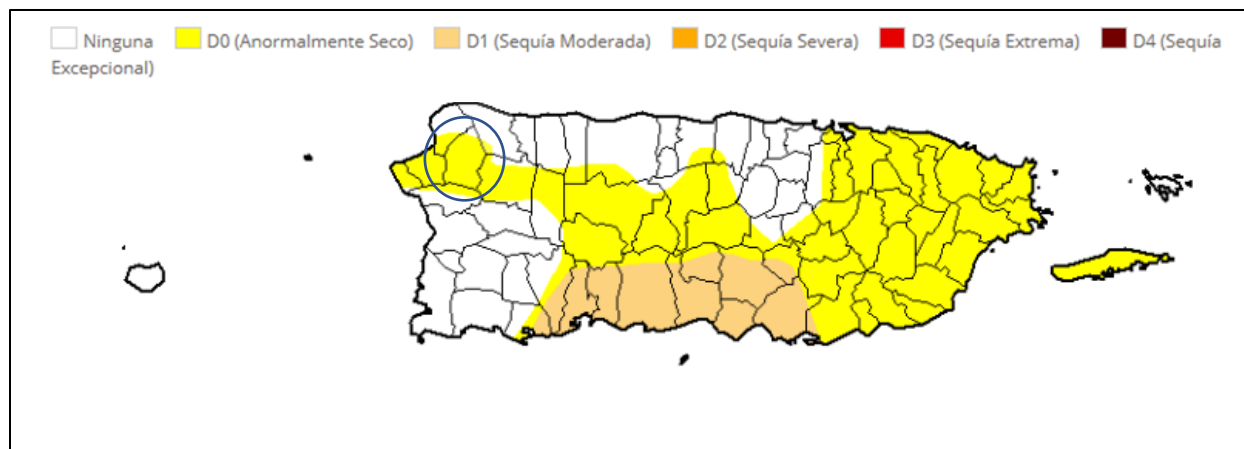 Ninguna D0 (Anormalmente Seco) D1 (Sequía Moderada) D2 (Sequía Severa) D3 (Sequía Extrema) D4 (Sequía
Excepcional)